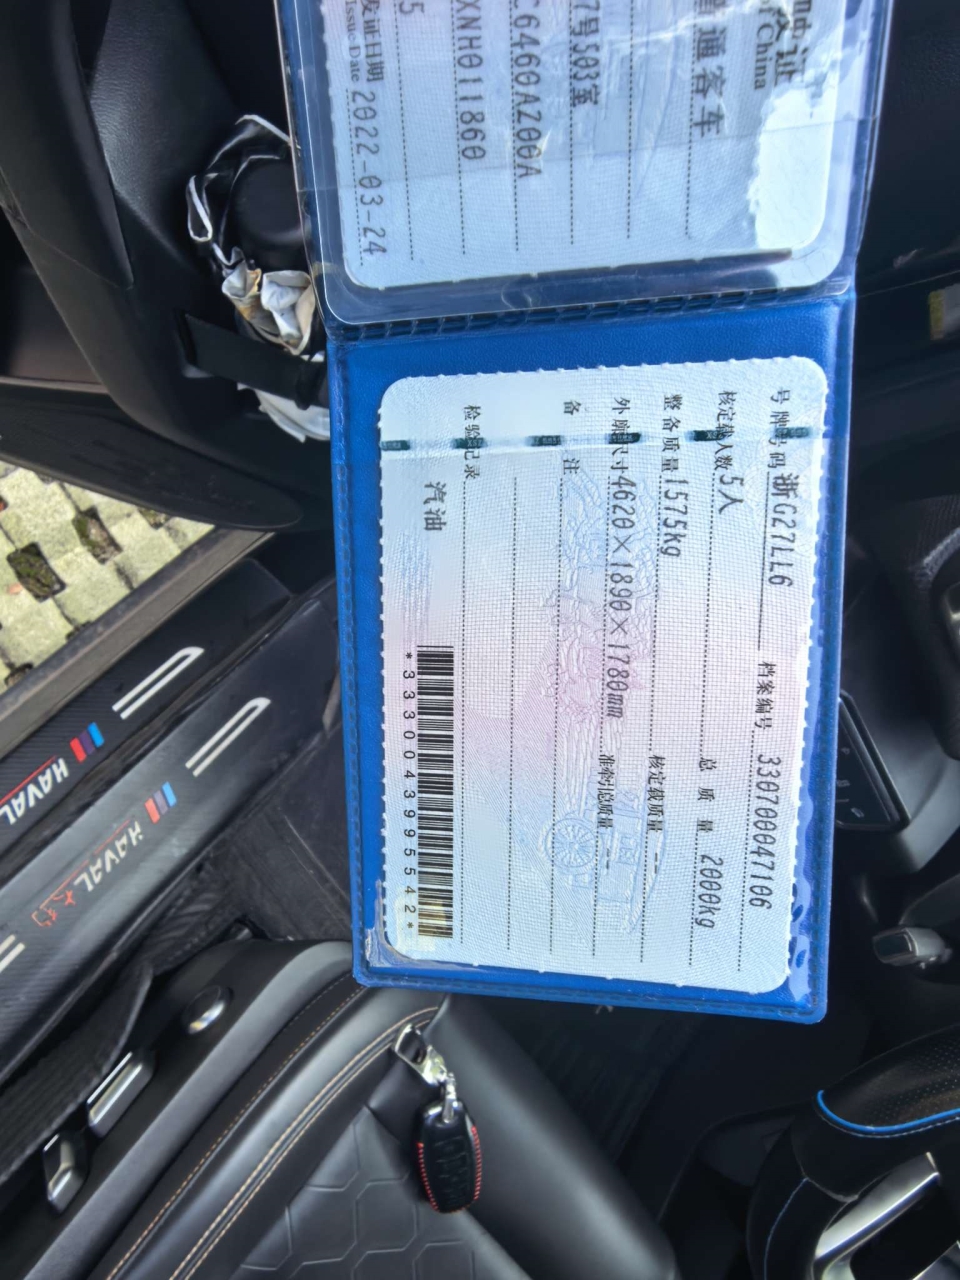 证
China
普通客车
7号503室
C6460AZ00A
XNH011860
5
发证日期 2022-03-24
Issue Date
号牌号码 浙G27LL6 档案编号 330700047106
核定载人数 5人 总质量 2000kg
整备质量 1575kg 核定载质量 --
外廓尺寸 4620×1890×1780mm 准牵引总质量 --
备注
检验记录
汽油
*3330043995542*
HAVAL
HAVAL